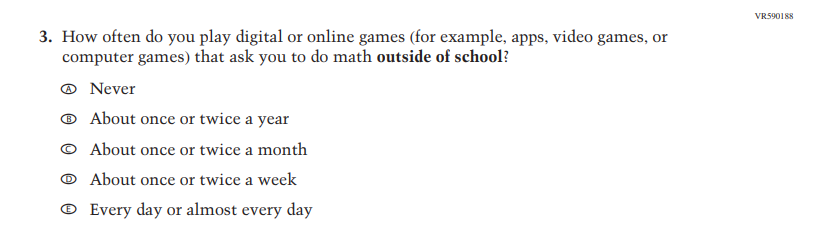 VR590188
3. How often do you play digital or online games (for example, apps, video games, or
computer games) that ask you to do math outside of school?
A Never
B About once or twice a year
C About once or twice a month
D About once or twice a week
E Every day or almost every day